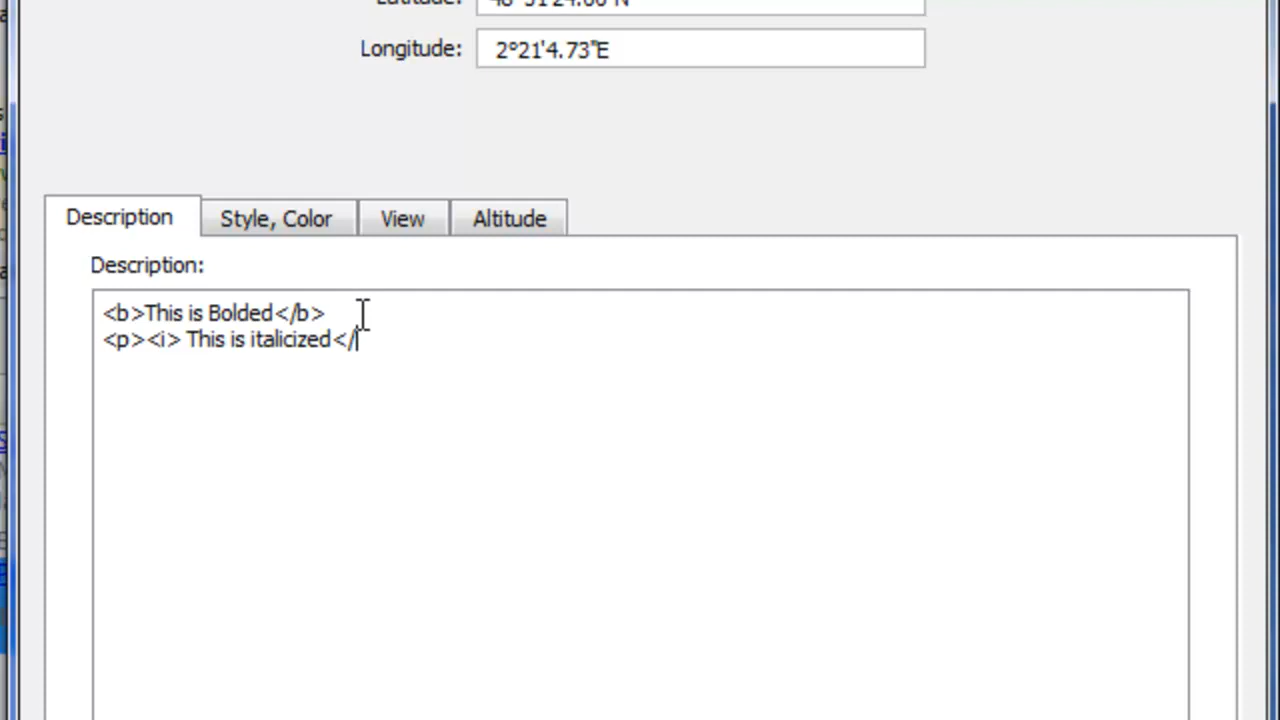 Longitude:
2°21'4.73"E
Description
Style, Color
View
Altitude
Description:
<b>This is Bolded</b>
<p><i> This is italicized</